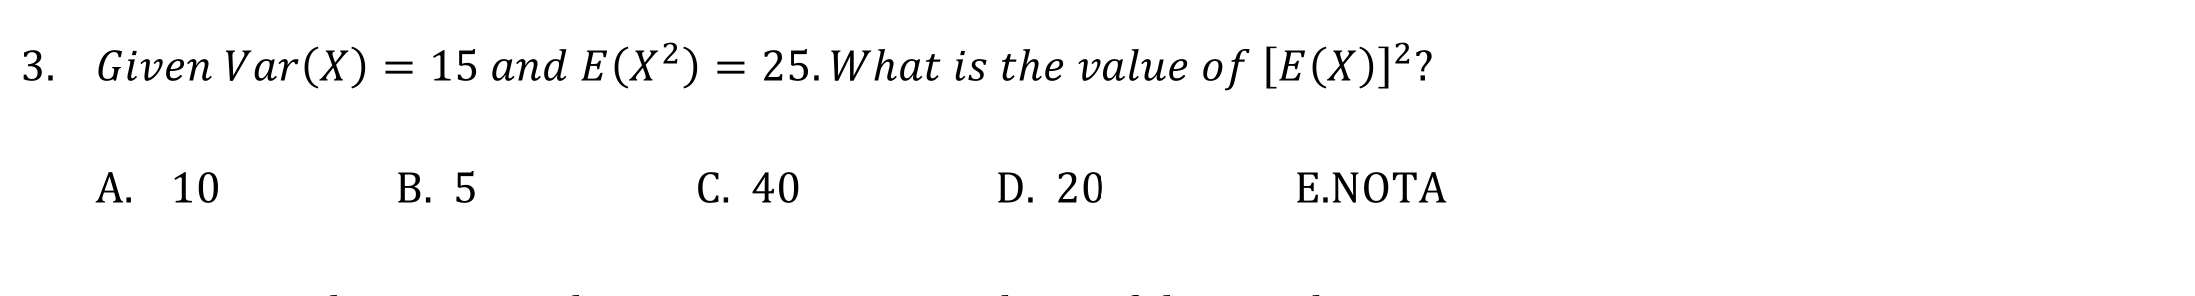 3. Given Var(X) = 15 and E(X²) = 25. What is the value of [E(X)]²?
A. 10 B. 5 C. 40 D. 20 E.NOTA